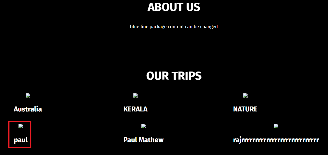 ABOUT US
OUR TRIPS
Australia
KERALA
NATURE
paul
Paul Mathew